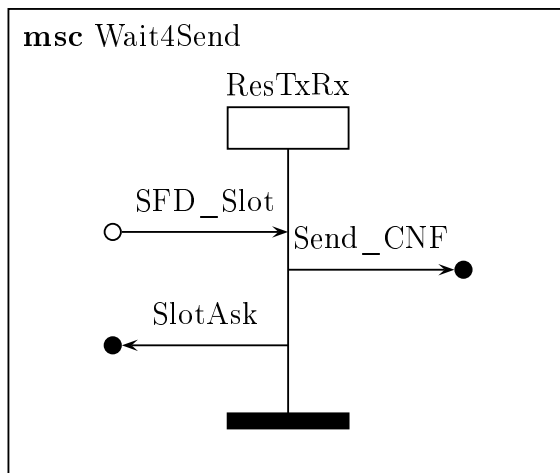 msc Wait4Send
ResTxRx
SFD_Slot
Send_CNF
SlotAsk